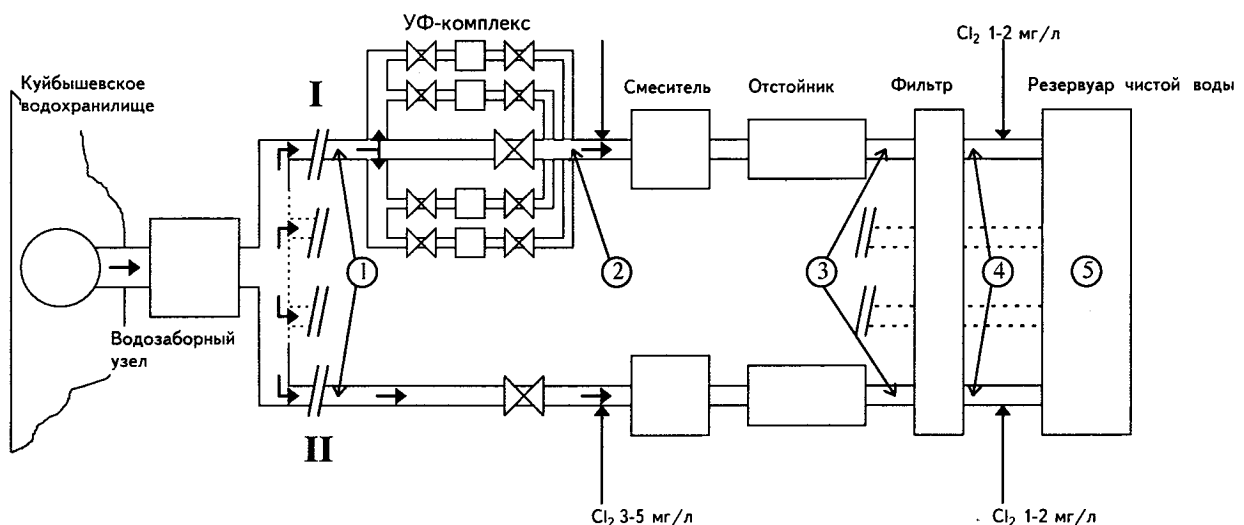 УФ-комплекс
Cl₂ 1-2 мг/л
Куйбышевское
водохранилище
I
Смеситель
Отстойник
Фильтр
Резервуар чистой воды
1
2
3
4
5
Водозаборный
узел
II
Cl₂ 3-5 мг/л
Cl₂ 1-2 мг/л